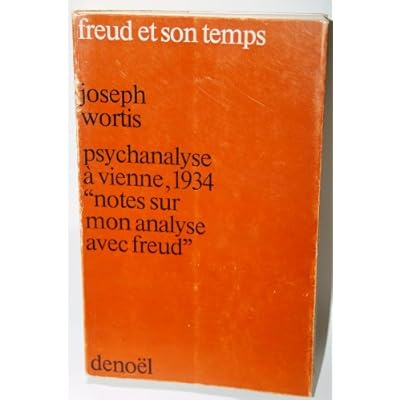 freud et son temps
joseph
wortis
psychanalyse
à vienne, 1934
“notes sur
mon analyse
avec freud”
denoël